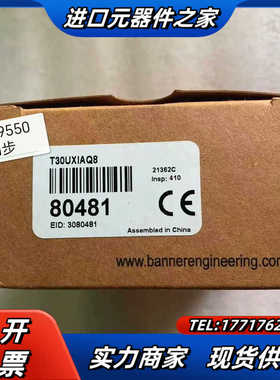 进口元器件之家
9550
步
T30UXIAQ8
21362C
Insp: 410
80481
CE
EID: 3080481
Assembled in China
www.bannerengineering.com
开
票
TEL:1771762
实力商家 现货供